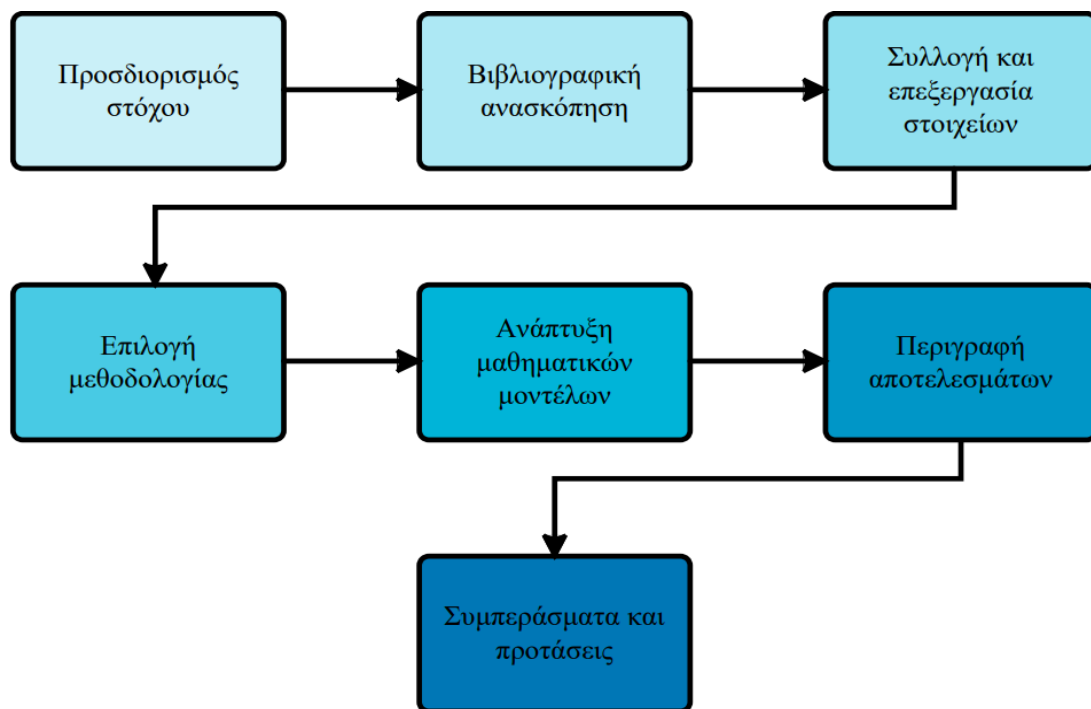 Προσδιορισμός
στόχου
Βιβλιογραφική
ανασκόπηση
Συλλογή και
επεξεργασία
στοιχείων
Επιλογή
μεθοδολογίας
Ανάπτυξη
μαθηματικών
μοντέλων
Περιγραφή
αποτελεσμάτων
Συμπεράσματα και
προτάσεις